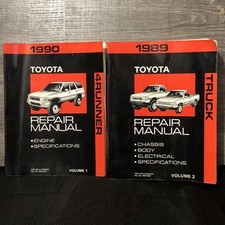 1990
TOYOTA
4RUNNER
REPAIR
MANUAL
•ENGINE
•SPECIFICATIONS
VOLUME 1
1989
TOYOTA
TRUCK
REPAIR
MANUAL
•CHASSIS
•BODY
•ELECTRICAL
•SPECIFICATIONS
VOLUME 2